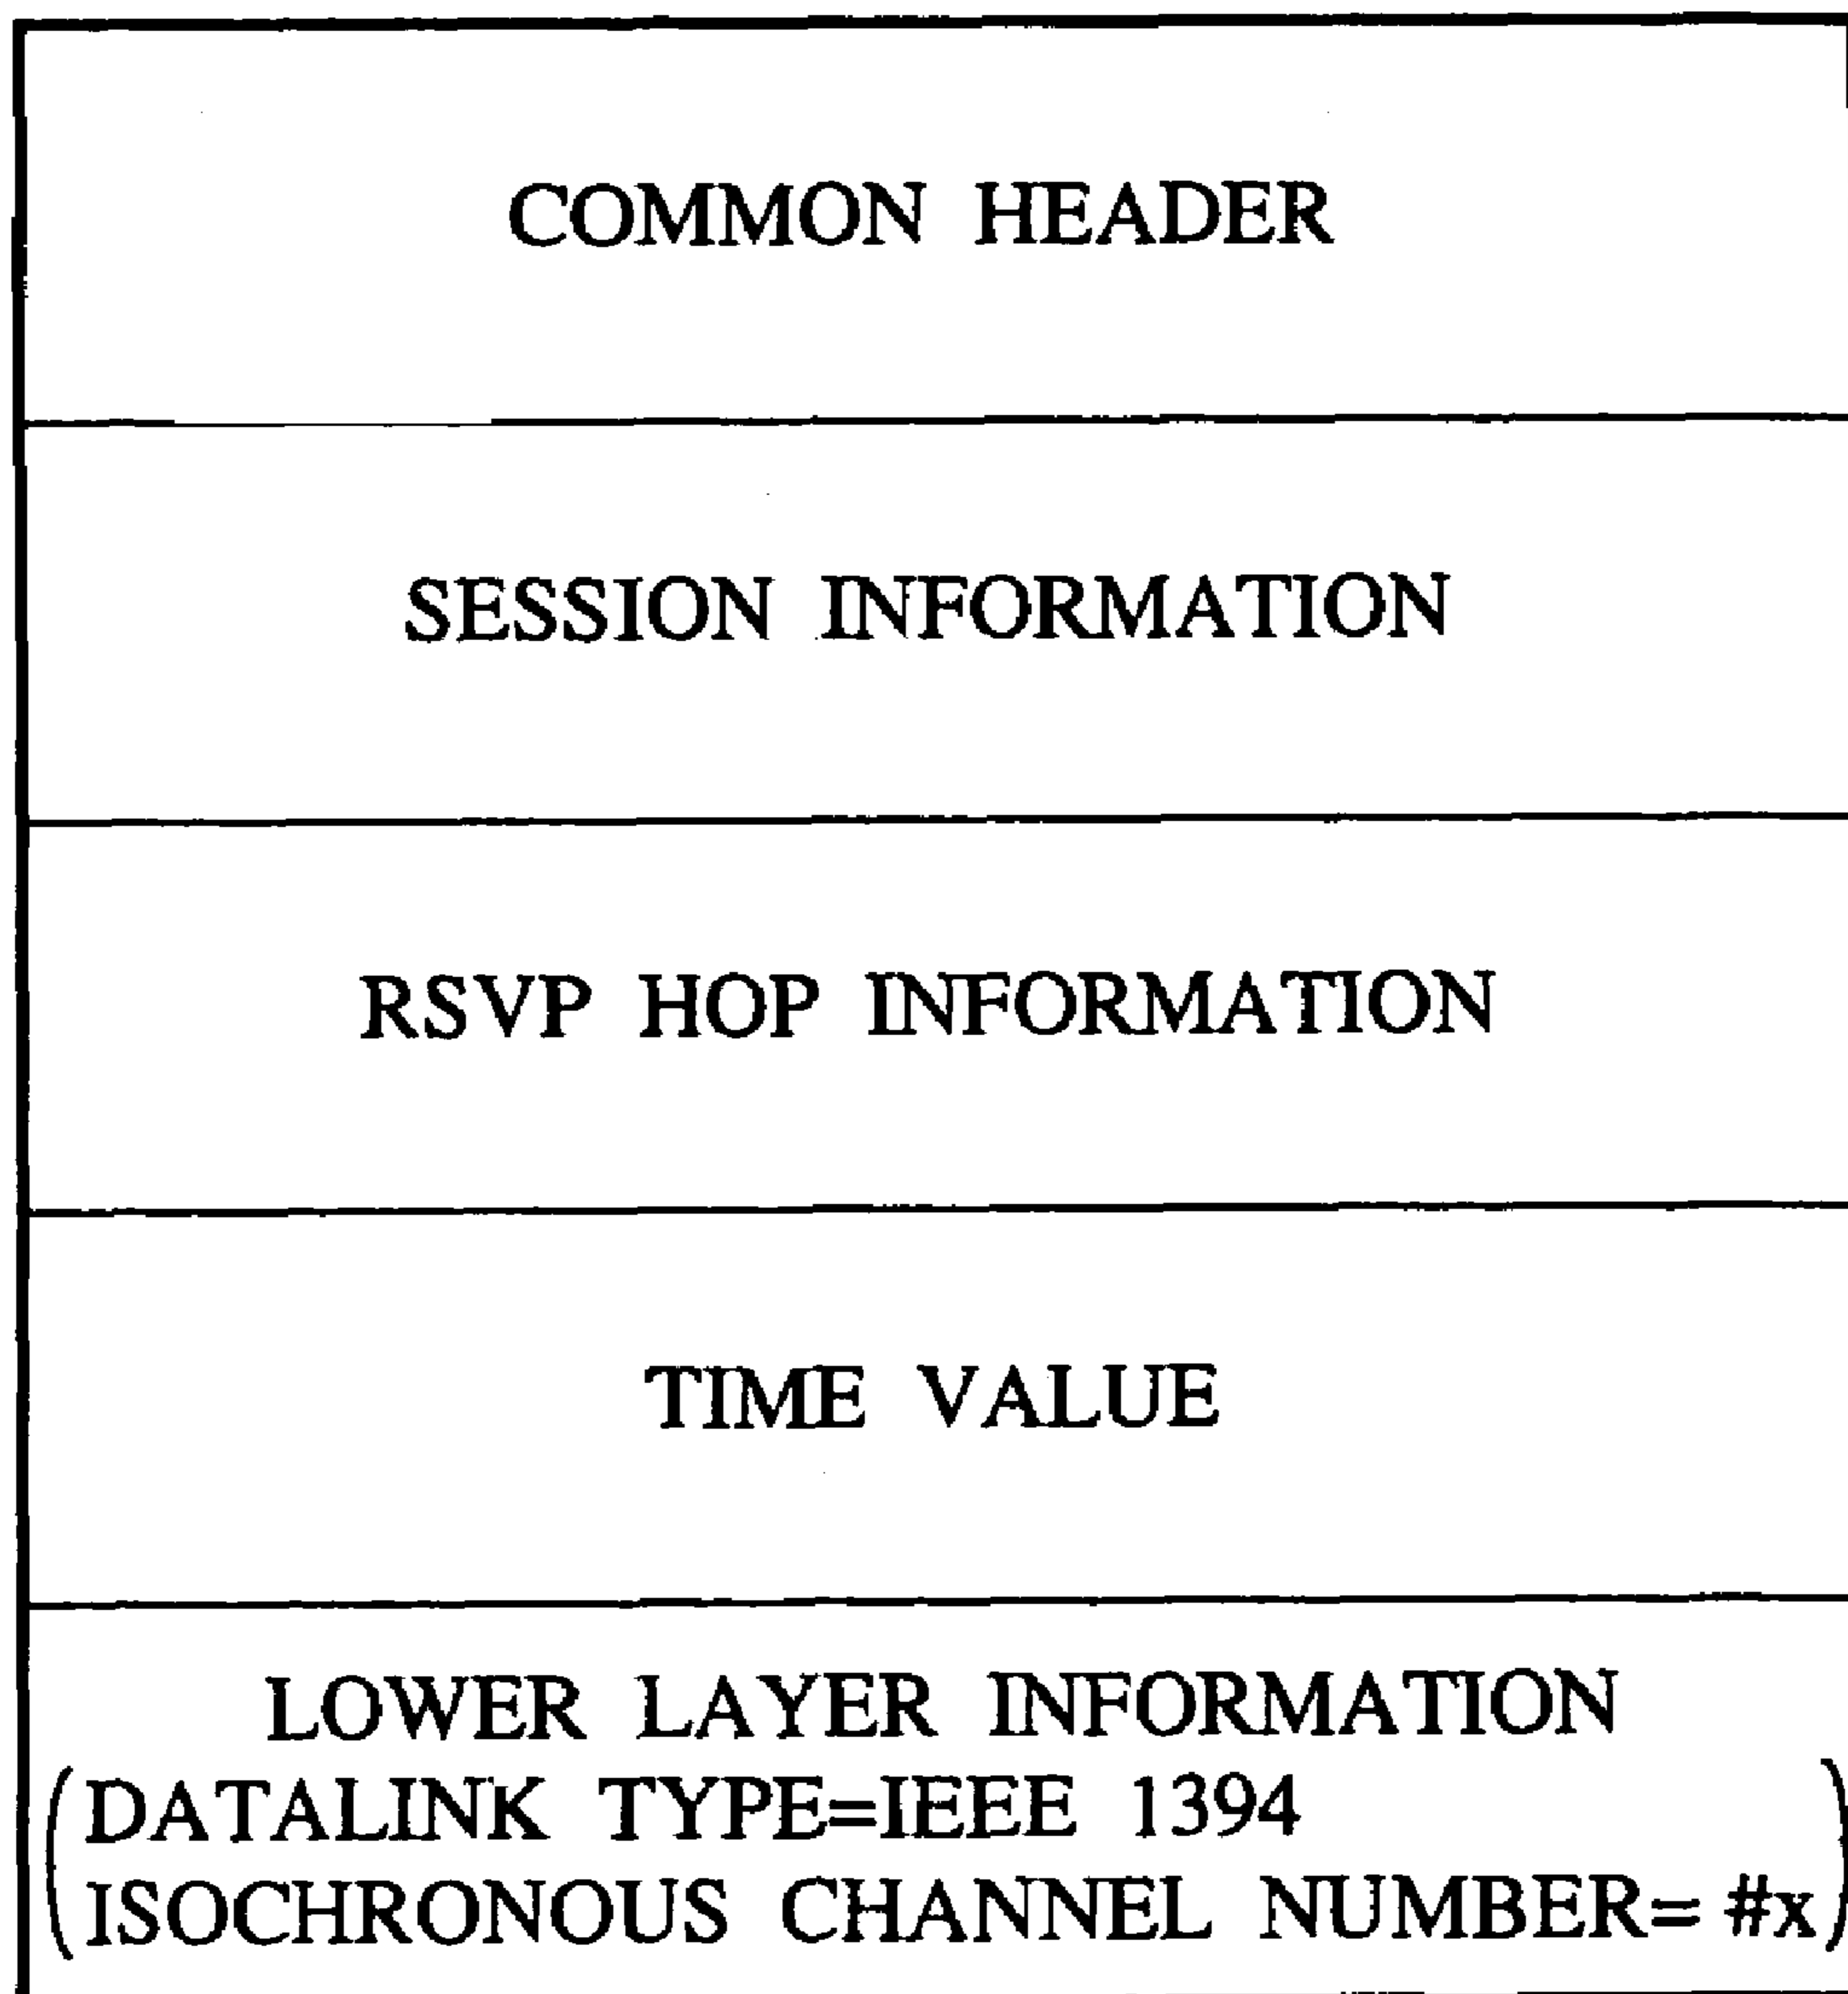 COMMON HEADER
SESSION INFORMATION
RSVP HOP INFORMATION
TIME VALUE
LOWER LAYER INFORMATION
(DATALINK TYPE=IEEE 1394
ISOCHRONOUS CHANNEL NUMBER= #x)